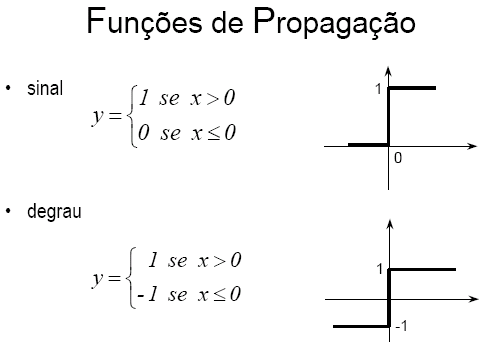 Funções de Propagação
• sinal
y = { 1 se x > 0
0 se x ≤ 0
1
0
• degrau
y = { 1 se x > 0
-1 se x ≤ 0
1
-1